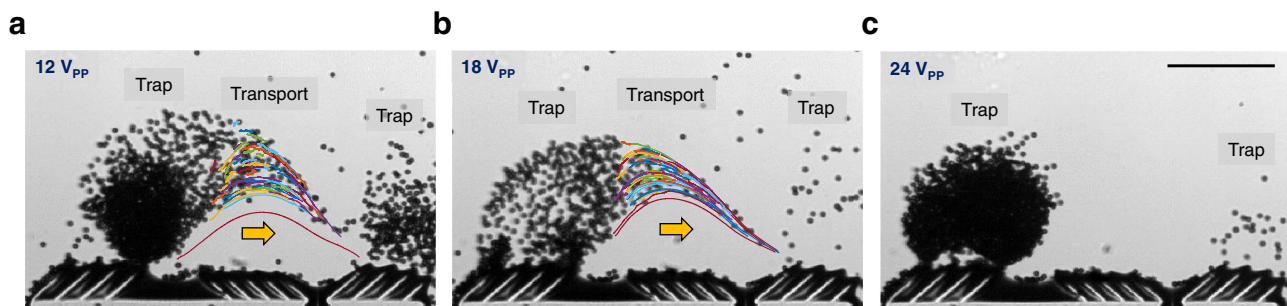 a
12 VPP
Trap
Transport
Trap
b
18 VPP
Trap
Transport
Trap
c
24 VPP
Trap
Trap